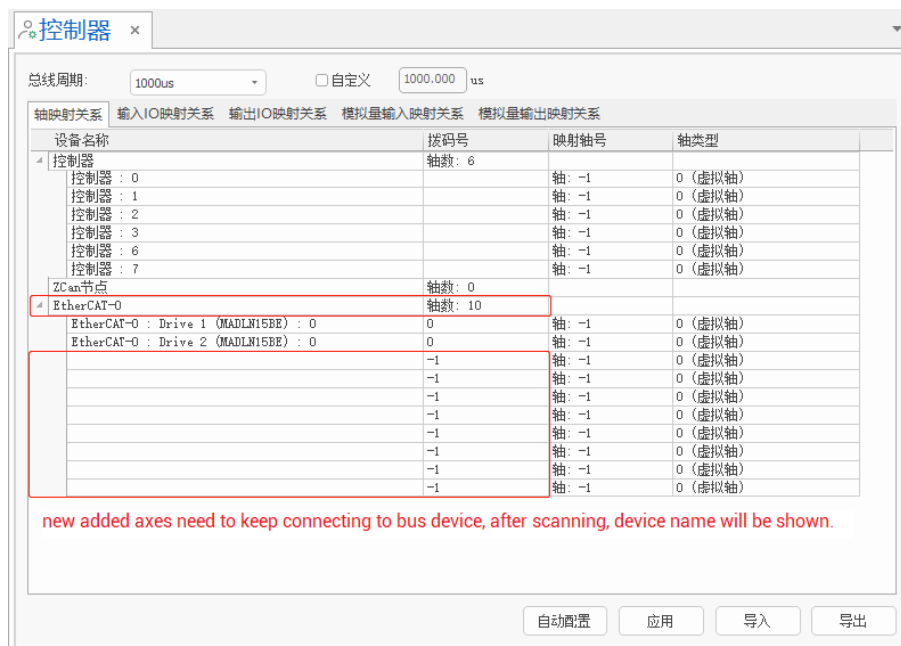 控制器 ×
总线周期: 1000us 自定义 1000.000 us
轴映射关系 输入IO映射关系 输出IO映射关系 模拟量输入映射关系 模拟量输出映射关系
设备名称 拨码号 映射轴号 轴类型
控制器 轴数: 6
控制器 : 0 轴: -1 0 (虚拟轴)
控制器 : 1 轴: -1 0 (虚拟轴)
控制器 : 2 轴: -1 0 (虚拟轴)
控制器 : 3 轴: -1 0 (虚拟轴)
控制器 : 6 轴: -1 0 (虚拟轴)
控制器 : 7 轴: -1 0 (虚拟轴)
ZCan节点 轴数: 0
EtherCAT-0 轴数: 10
EtherCAT-0 : Drive 1 (MADLN15BE) : 0 0 轴: -1 0 (虚拟轴)
EtherCAT-0 : Drive 2 (MADLN15BE) : 0 0 轴: -1 0 (虚拟轴)
-1 轴: -1 0 (虚拟轴)
-1 轴: -1 0 (虚拟轴)
-1 轴: -1 0 (虚拟轴)
-1 轴: -1 0 (虚拟轴)
-1 轴: -1 0 (虚拟轴)
-1 轴: -1 0 (虚拟轴)
-1 轴: -1 0 (虚拟轴)
-1 轴: -1 0 (虚拟轴)
new added axes need to keep connecting to bus device, after scanning, device name will be shown.
自动配置 应用 导入 导出